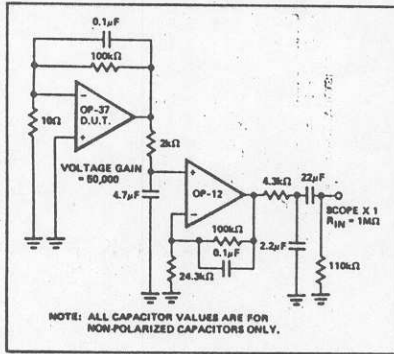 0.1µF
100kΩ
OP-37
D.U.T.
10Ω
VOLTAGE GAIN
= 50,000
2kΩ
4.7µF
OP-12
4.3kΩ
22µF
SCOPE X 1
R_IN = 1MΩ
100kΩ
0.1µF
2.2µF
110kΩ
24.3kΩ
NOTE: ALL CAPACITOR VALUES ARE FOR
NON-POLARIZED CAPACITORS ONLY.